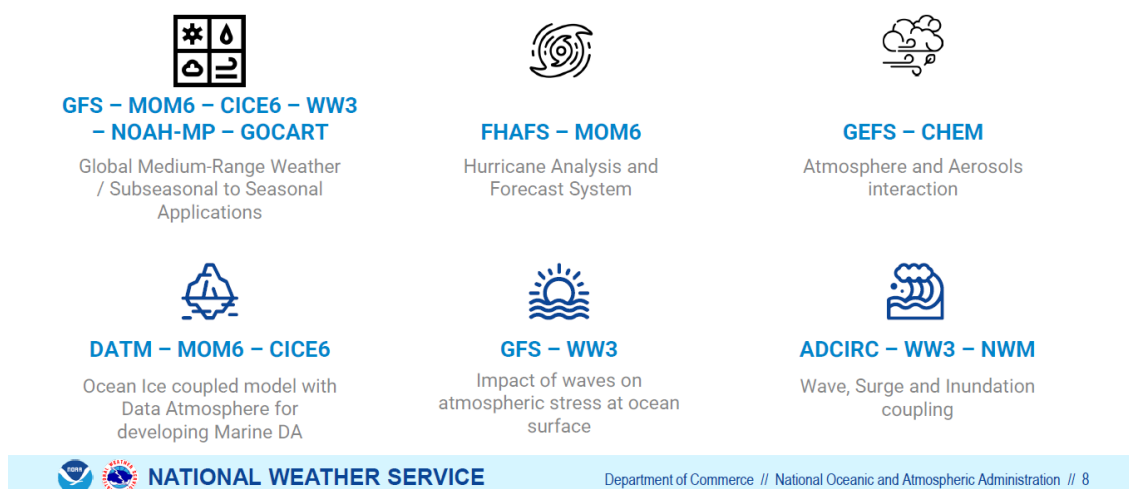 GFS – MOM6 – CICE6 – WW3
– NOAH-MP – GOCART
Global Medium-Range Weather
/ Subseasonal to Seasonal
Applications
FHAFS – MOM6
Hurricane Analysis and
Forecast System
GEFS – CHEM
Atmosphere and Aerosols
interaction
DATM – MOM6 – CICE6
Ocean Ice coupled model with
Data Atmosphere for
developing Marine DA
GFS – WW3
Impact of waves on
atmospheric stress at ocean
surface
ADCIRC – WW3 – NWM
Wave, Surge and Inundation
coupling
NOAA
NATIONAL WEATHER SERVICE
Department of Commerce // National Oceanic and Atmospheric Administration // 8